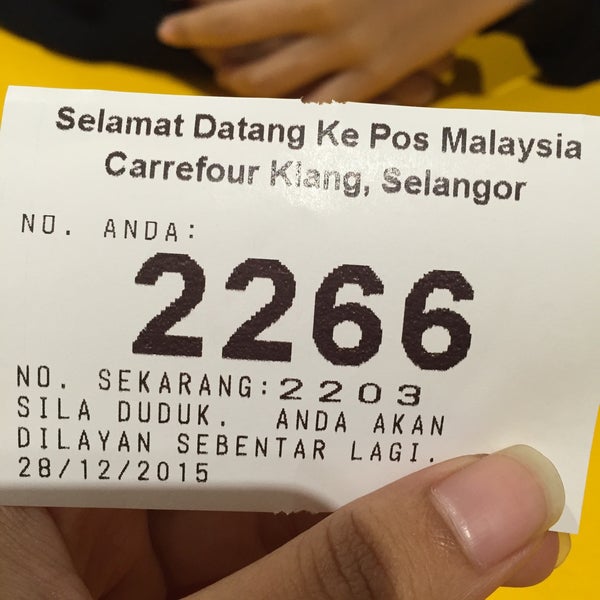 Selamat Datang Ke Pos Malaysia
Carrefour Klang, Selangor
NO. ANDA:
2266
NO. SEKARANG:2203
SILA DUDUK. ANDA AKAN
DILAYAN SEBENTAR LAGI.
28/12/2015